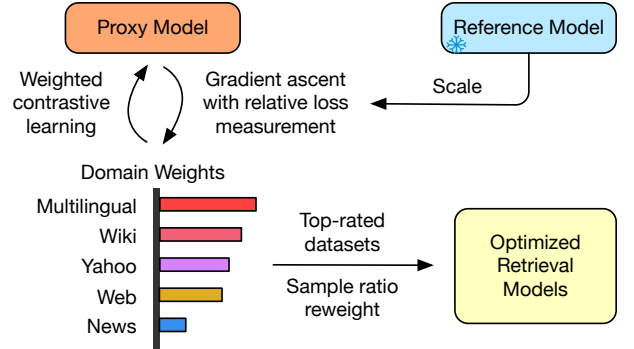 Proxy Model
Reference Model
Weighted
contrastive
learning
Gradient ascent
with relative loss
measurement
Scale
Domain Weights
Multilingual
Wiki
Yahoo
Web
News
Top-rated
datasets
Sample ratio
reweight
Optimized
Retrieval
Models